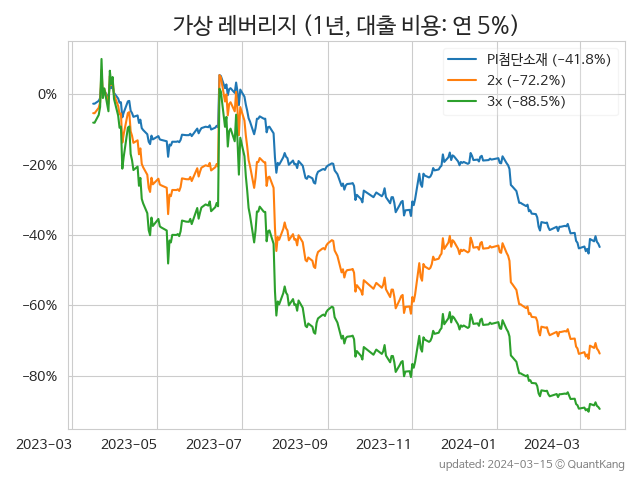 가상 레버리지 (1년, 대출 비용: 연 5%)
PI첨단소재 (−41.8%)
2x (−72.2%)
3x (−88.5%)
0%
−20%
−40%
−60%
−80%
2023−03 2023−05 2023−07 2023−09 2023−11 2024−01 2024−03
updated: 2024−03−15 © QuantKang